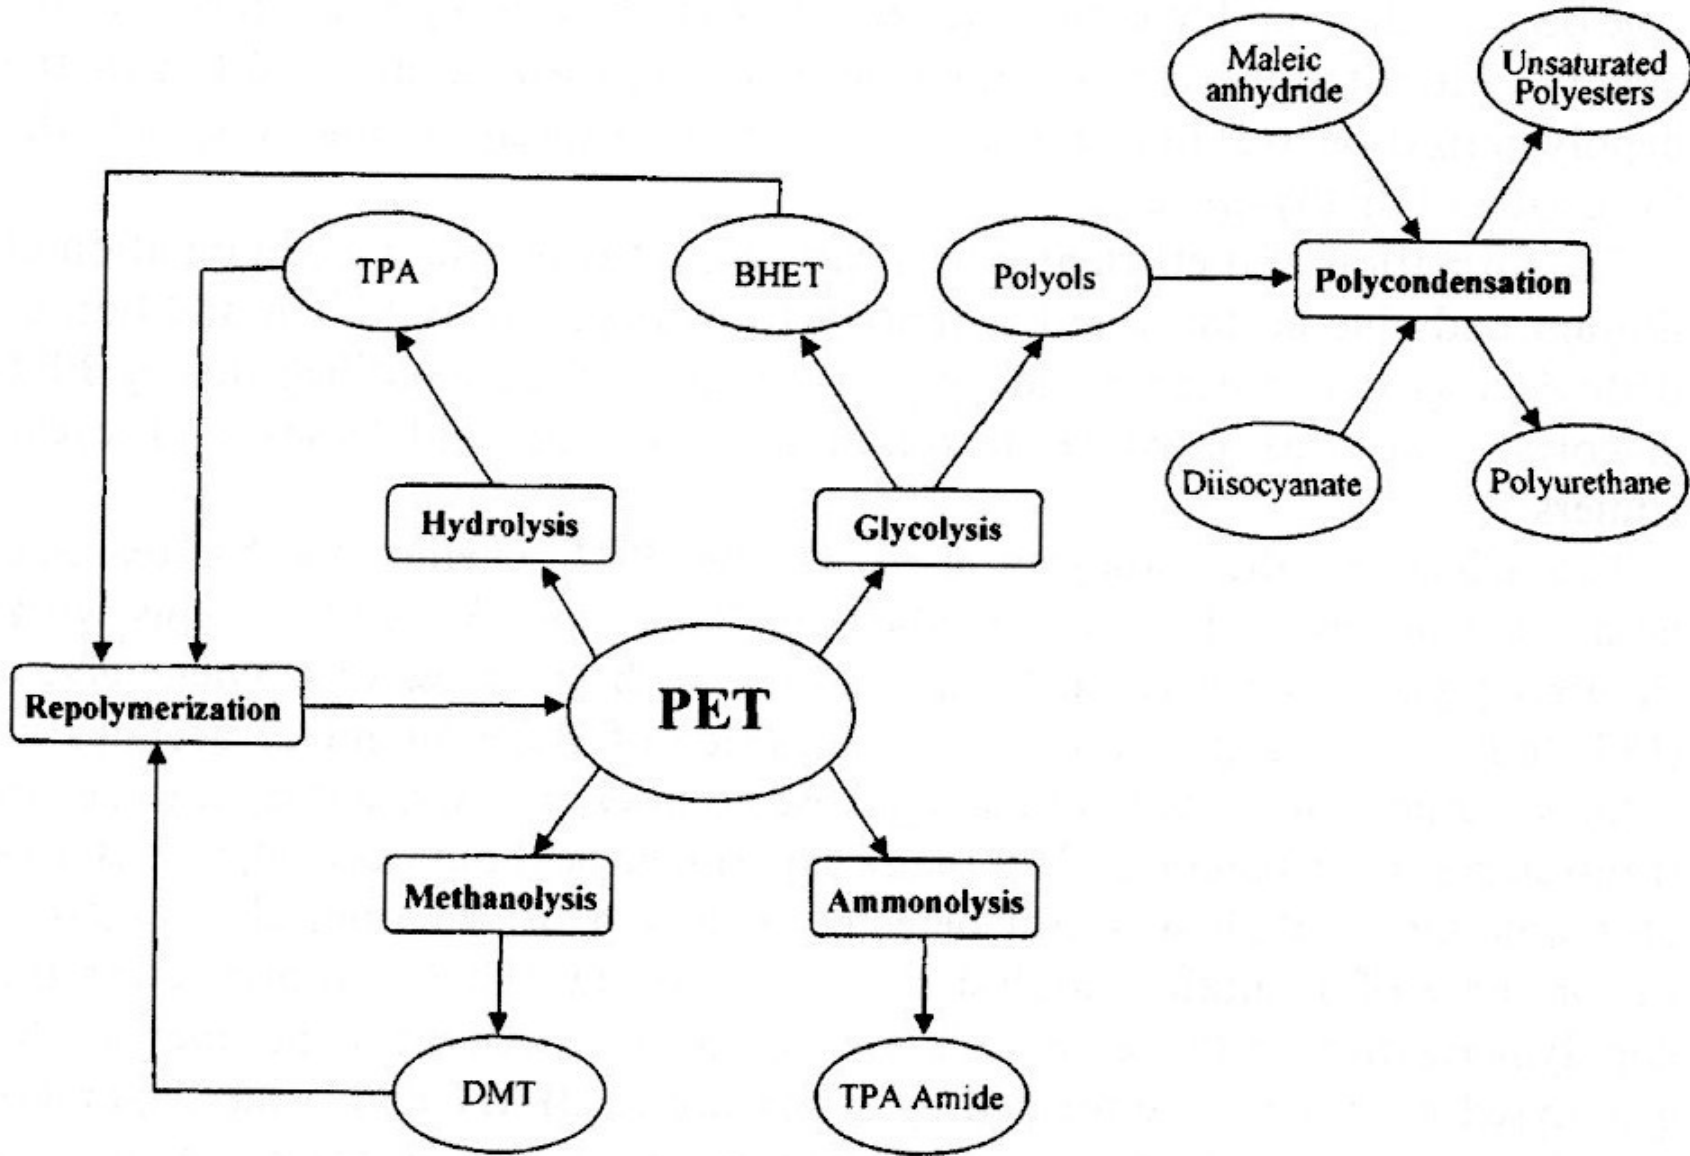 Maleic
anhydride
Unsaturated
Polyesters
TPA
BHET
Polyols
Polycondensation
Diisocyanate
Polyurethane
Hydrolysis
Glycolysis
Repolymerization
PET
Methanolysis
Ammonolysis
DMT
TPA Amide